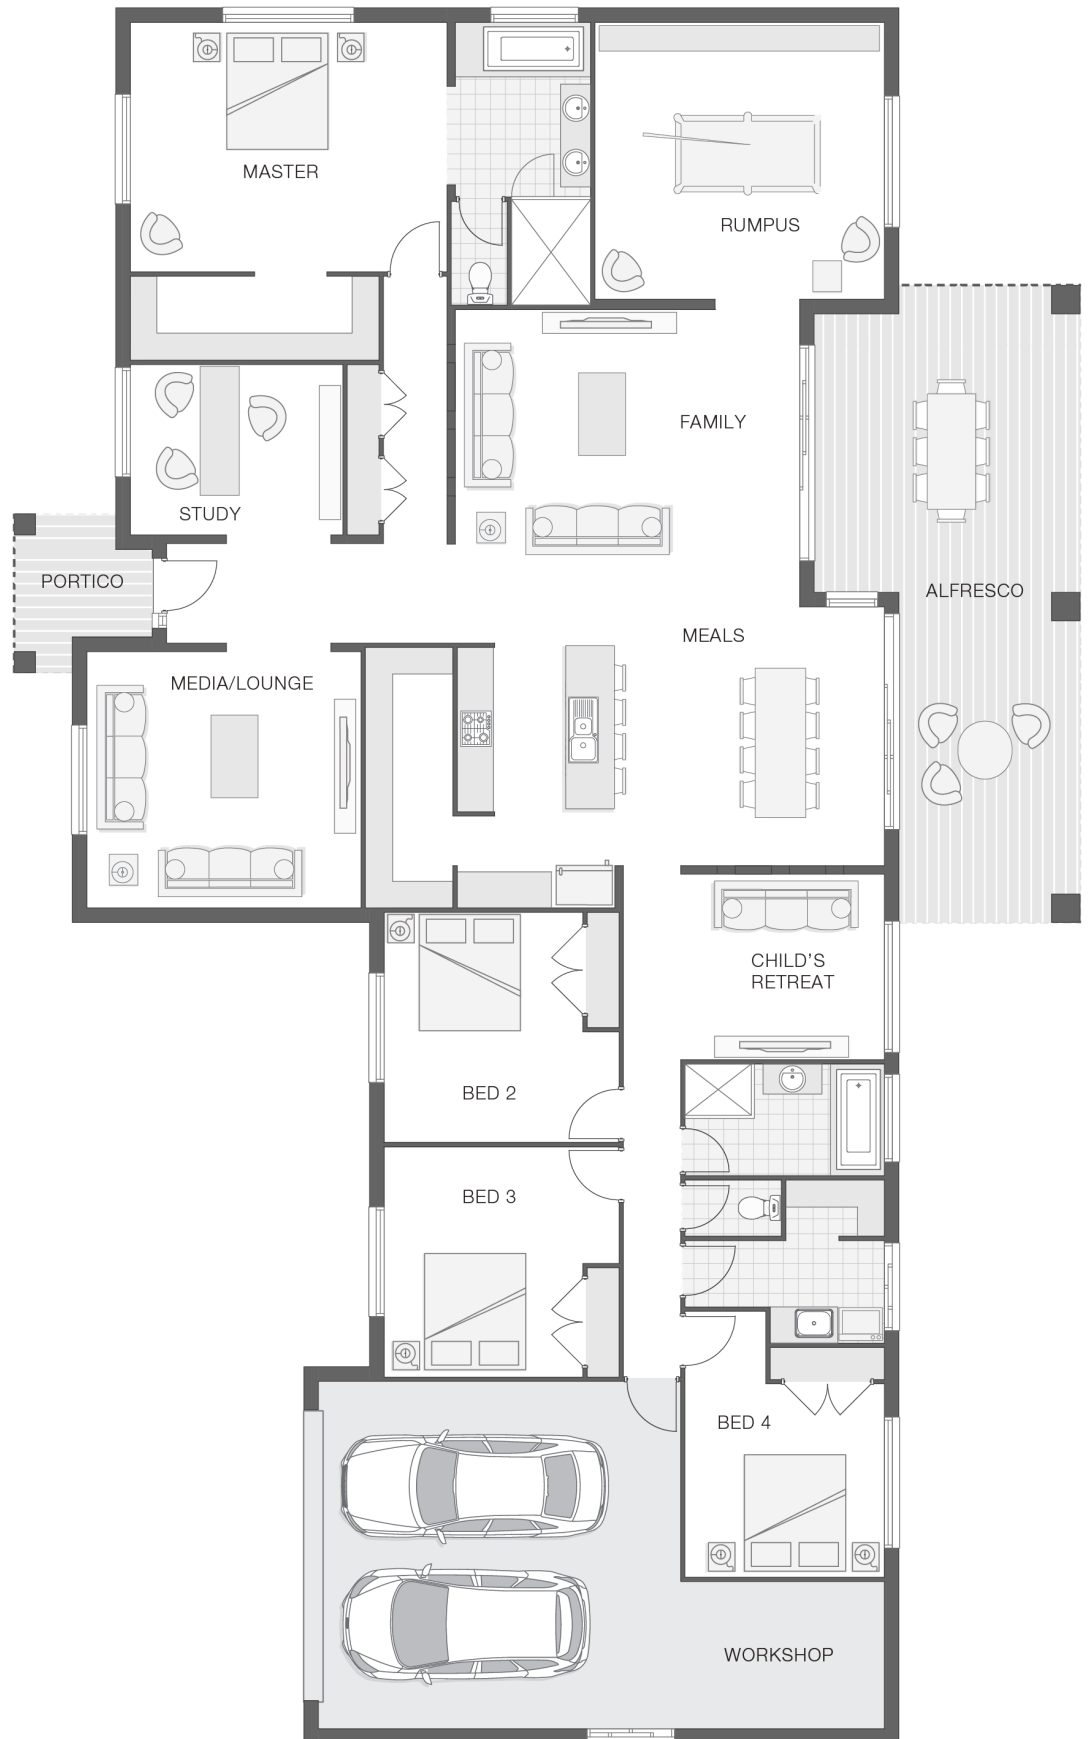 MASTER
RUMPUS
FAMILY
STUDY
PORTICO
ALFRESCO
MEALS
MEDIA/LOUNGE
CHILD'S
RETREAT
BED 2
BED 3
BED 4
WORKSHOP